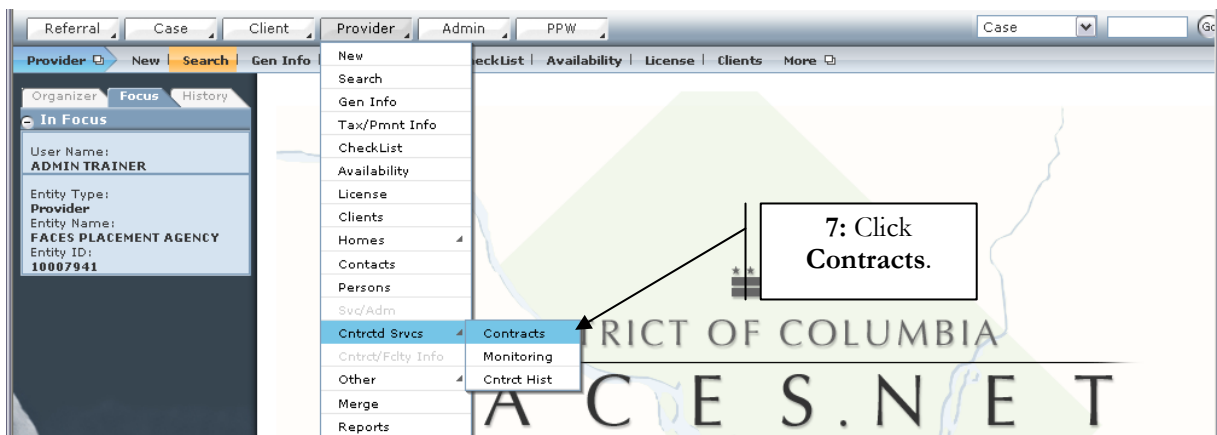 Referral Case Client Provider Admin PPW Case
Provider New Search Gen Info eckList Availability License Clients More
Organizer Focus History
In Focus
User Name:
ADMIN TRAINER
Entity Type:
Provider
Entity Name:
FACES PLACEMENT AGENCY
Entity ID:
10007941
New
Search
Gen Info
Tax/Pmnt Info
CheckList
Availability
License
Clients
Homes
Contacts
Persons
Svc/Adm
Cntrctd Srvcs
Cntrct/Fclty Info
Other
Merge
Reports
Contracts
Monitoring
Cntrct Hist
7: Click
Contracts.
TRICT OF COLUMBIA
A C E S . N E T